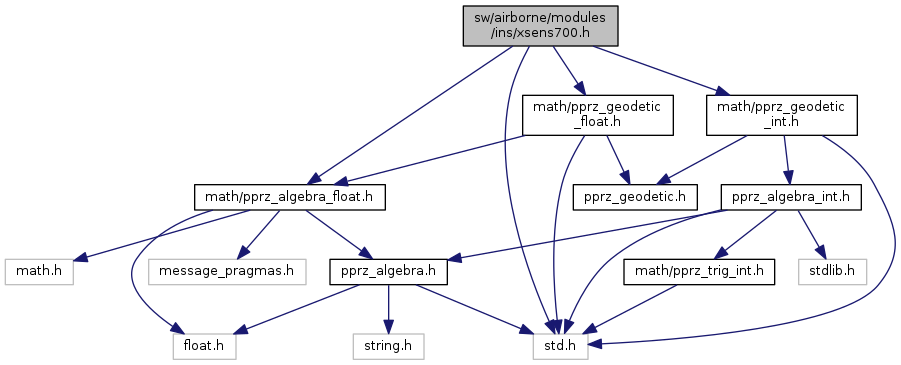 sw/airborne/modules
/ins/xsens700.h
math/pprz_geodetic
_float.h
math/pprz_geodetic
_int.h
math/pprz_algebra_float.h
pprz_geodetic.h
pprz_algebra_int.h
math.h
message_pragmas.h
pprz_algebra.h
math/pprz_trig_int.h
stdlib.h
float.h
string.h
std.h